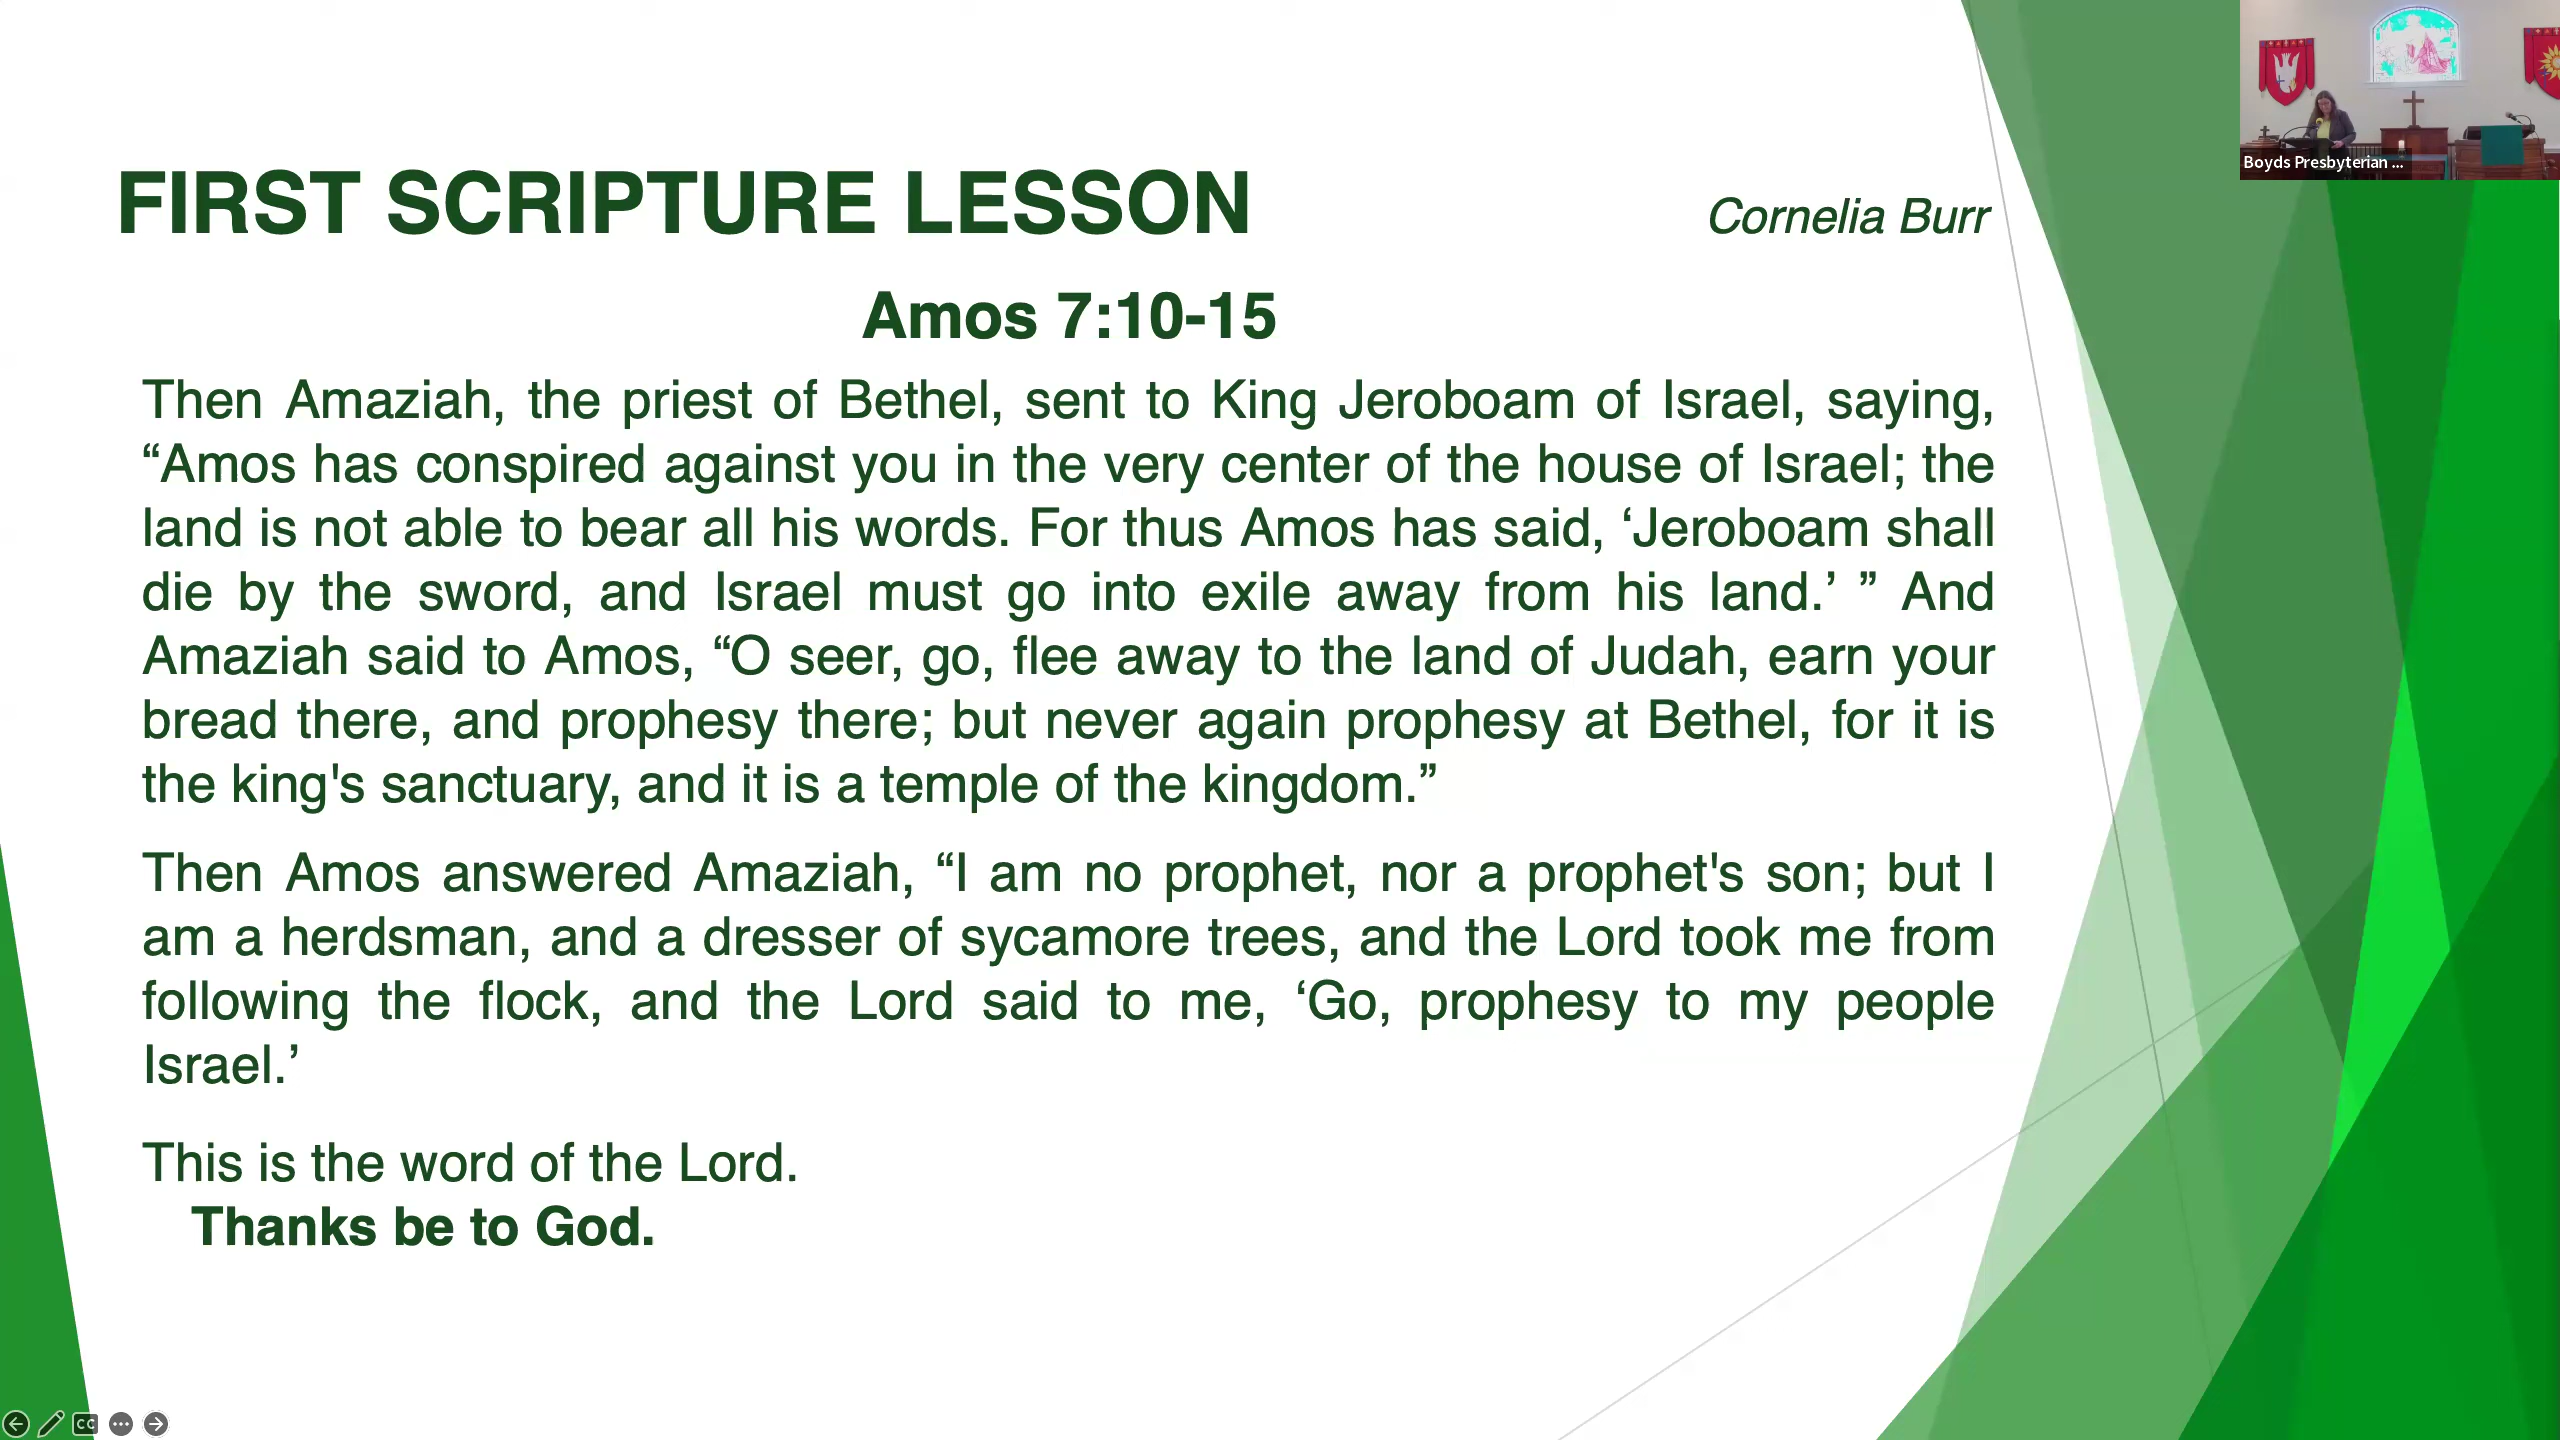 FIRST SCRIPTURE LESSON
Cornelia Burr
Amos 7:10-15
Then Amaziah, the priest of Bethel, sent to King Jeroboam of Israel, saying,
“Amos has conspired against you in the very center of the house of Israel; the
land is not able to bear all his words. For thus Amos has said, ‘Jeroboam shall
die by the sword, and Israel must go into exile away from his land.’ ” And
Amaziah said to Amos, “O seer, go, flee away to the land of Judah, earn your
bread there, and prophesy there; but never again prophesy at Bethel, for it is
the king's sanctuary, and it is a temple of the kingdom.”
Then Amos answered Amaziah, “I am no prophet, nor a prophet's son; but I
am a herdsman, and a dresser of sycamore trees, and the Lord took me from
following the flock, and the Lord said to me, ‘Go, prophesy to my people
Israel.’
This is the word of the Lord.
Thanks be to God.
Boyds Presbyterian ...
CC